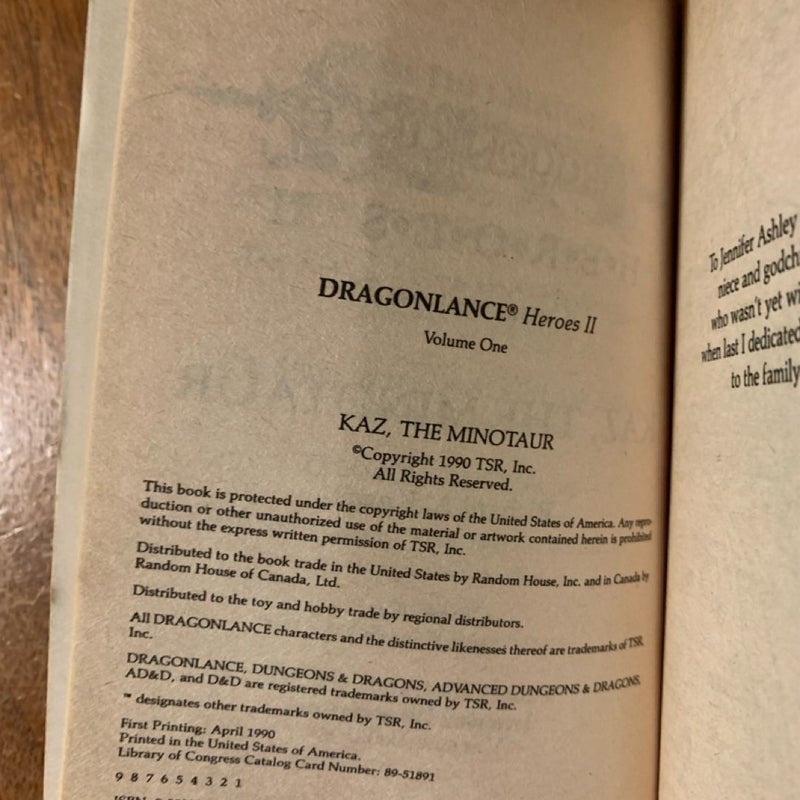 DRAGONLANCE® Heroes II
Volume One
KAZ, THE MINOTAUR
©Copyright 1990 TSR, Inc.
All Rights Reserved.
This book is protected under the copyright laws of the United States of America. Any repro-
duction or other unauthorized use of the material or artwork contained herein is prohibited
without the express written permission of TSR, Inc.
Distributed to the book trade in the United States by Random House, Inc. and in Canada by
Random House of Canada, Ltd.
Distributed to the toy and hobby trade by regional distributors.
All DRAGONLANCE characters and the distinctive likenesses thereof are trademarks of TSR,
Inc.
DRAGONLANCE, DUNGEONS & DRAGONS, ADVANCED DUNGEONS & DRAGONS,
AD&D, and D&D are registered trademarks owned by TSR, Inc.
™ designates other trademarks owned by TSR, Inc.
First Printing: April 1990
Printed in the United States of America.
Library of Congress Catalog Card Number: 89-51891
9 8 7 6 5 4 3 2 1
To Jennifer Ashley
niece and godch
who wasn't yet wi
when last I dedicated
to the family